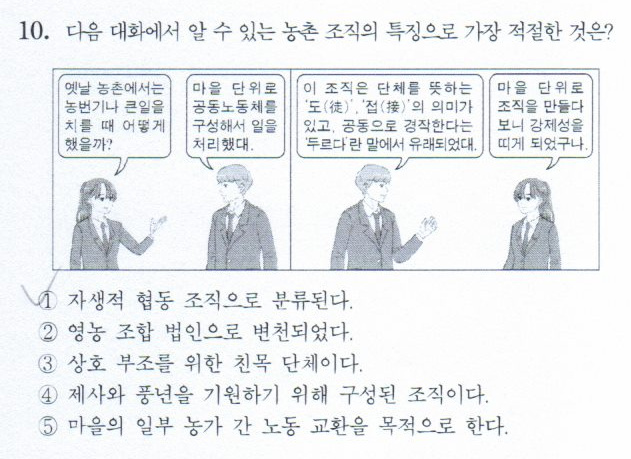 10. 다음 대화에서 알 수 있는 농촌 조직의 특징으로 가장 적절한 것은?
옛날 농촌에서는
농번기나 큰일을
치를 때 어떻게
했을까?
마을 단위로
공동노동체를
구성해서 일을
처리했대.
이 조직은 단체를 뜻하는
‘도(徒)’, ‘접(接)’의 의미가
있고, 공동으로 경작한다는
‘두르다’란 말에서 유래되었대.
마을 단위로
조직을 만들다
보니 강제성을
띠게 되었구나.
① 자생적 협동 조직으로 분류된다.
② 영농 조합 법인으로 변천되었다.
③ 상호 부조를 위한 친목 단체이다.
④ 제사와 풍년을 기원하기 위해 구성된 조직이다.
⑤ 마을의 일부 농가 간 노동 교환을 목적으로 한다.